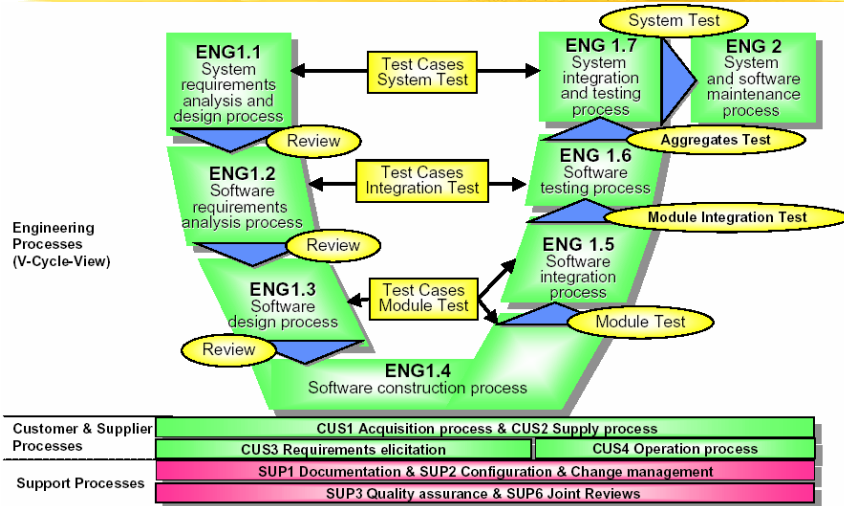 System Test
ENG1.1
System
requirements
analysis and
design process
Test Cases
System Test
ENG 1.7
System
integration
and testing
process
ENG 2
System
and software
maintenance
process
Review
Aggregates Test
ENG1.2
Software
requirements
analysis process
Test Cases
Integration Test
ENG 1.6
Software
testing process
Module Integration Test
Engineering
Processes
(V-Cycle-View)
Review
ENG 1.5
Software
integration
process
ENG1.3
Software
design process
Test Cases
Module Test
Module Test
Review
ENG1.4
Software construction process
Customer & Supplier
Processes
CUS1 Acquisition process & CUS2 Supply process
CUS3 Requirements elicitation
CUS4 Operation process
Support Processes
SUP1 Documentation & SUP2 Configuration & Change management
SUP3 Quality assurance & SUP6 Joint Reviews